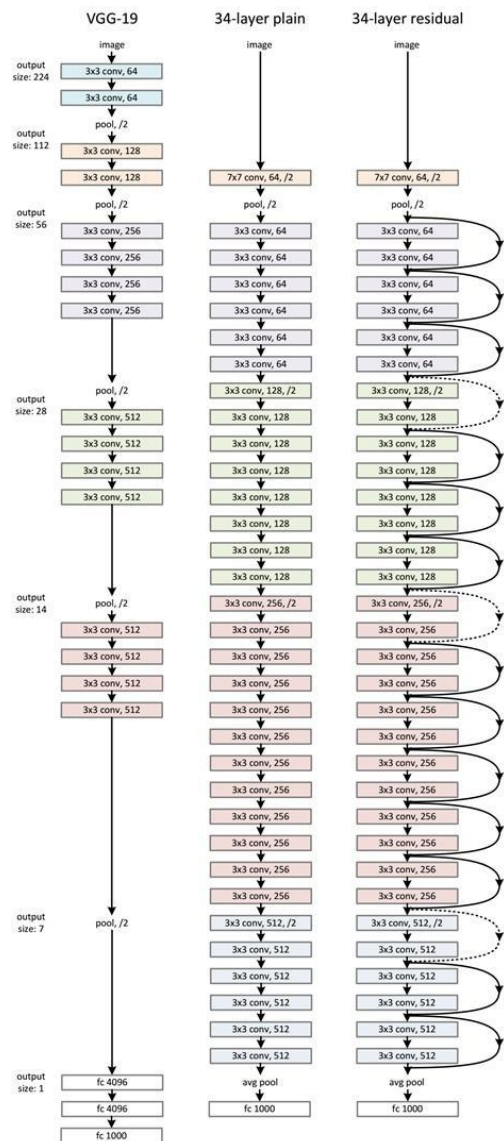 VGG-19
image
output
size: 224
3x3 conv, 64
3x3 conv, 64
pool, /2
output
size: 112
3x3 conv, 128
3x3 conv, 128
pool, /2
output
size: 56
3x3 conv, 256
3x3 conv, 256
3x3 conv, 256
3x3 conv, 256
pool, /2
output
size: 28
3x3 conv, 512
3x3 conv, 512
3x3 conv, 512
3x3 conv, 512
pool, /2
output
size: 14
3x3 conv, 512
3x3 conv, 512
3x3 conv, 512
3x3 conv, 512
pool, /2
output
size: 7
output
size: 1
fc 4096
fc 4096
fc 1000
34-layer plain
image
7x7 conv, 64, /2
pool, /2
3x3 conv, 64
3x3 conv, 64
3x3 conv, 64
3x3 conv, 64
3x3 conv, 64
3x3 conv, 64
3x3 conv, 128, /2
3x3 conv, 128
3x3 conv, 128
3x3 conv, 128
3x3 conv, 128
3x3 conv, 128
3x3 conv, 128
3x3 conv, 128
3x3 conv, 256, /2
3x3 conv, 256
3x3 conv, 256
3x3 conv, 256
3x3 conv, 256
3x3 conv, 256
3x3 conv, 256
3x3 conv, 256
3x3 conv, 256
3x3 conv, 256
3x3 conv, 256
3x3 conv, 256
3x3 conv, 512, /2
3x3 conv, 512
3x3 conv, 512
3x3 conv, 512
3x3 conv, 512
3x3 conv, 512
avg pool
fc 1000
34-layer residual
image
7x7 conv, 64, /2
pool, /2
3x3 conv, 64
3x3 conv, 64
3x3 conv, 64
3x3 conv, 64
3x3 conv, 64
3x3 conv, 64
3x3 conv, 128, /2
3x3 conv, 128
3x3 conv, 128
3x3 conv, 128
3x3 conv, 128
3x3 conv, 128
3x3 conv, 128
3x3 conv, 128
3x3 conv, 256, /2
3x3 conv, 256
3x3 conv, 256
3x3 conv, 256
3x3 conv, 256
3x3 conv, 256
3x3 conv, 256
3x3 conv, 256
3x3 conv, 256
3x3 conv, 256
3x3 conv, 256
3x3 conv, 256
3x3 conv, 512, /2
3x3 conv, 512
3x3 conv, 512
3x3 conv, 512
3x3 conv, 512
3x3 conv, 512
avg pool
fc 1000